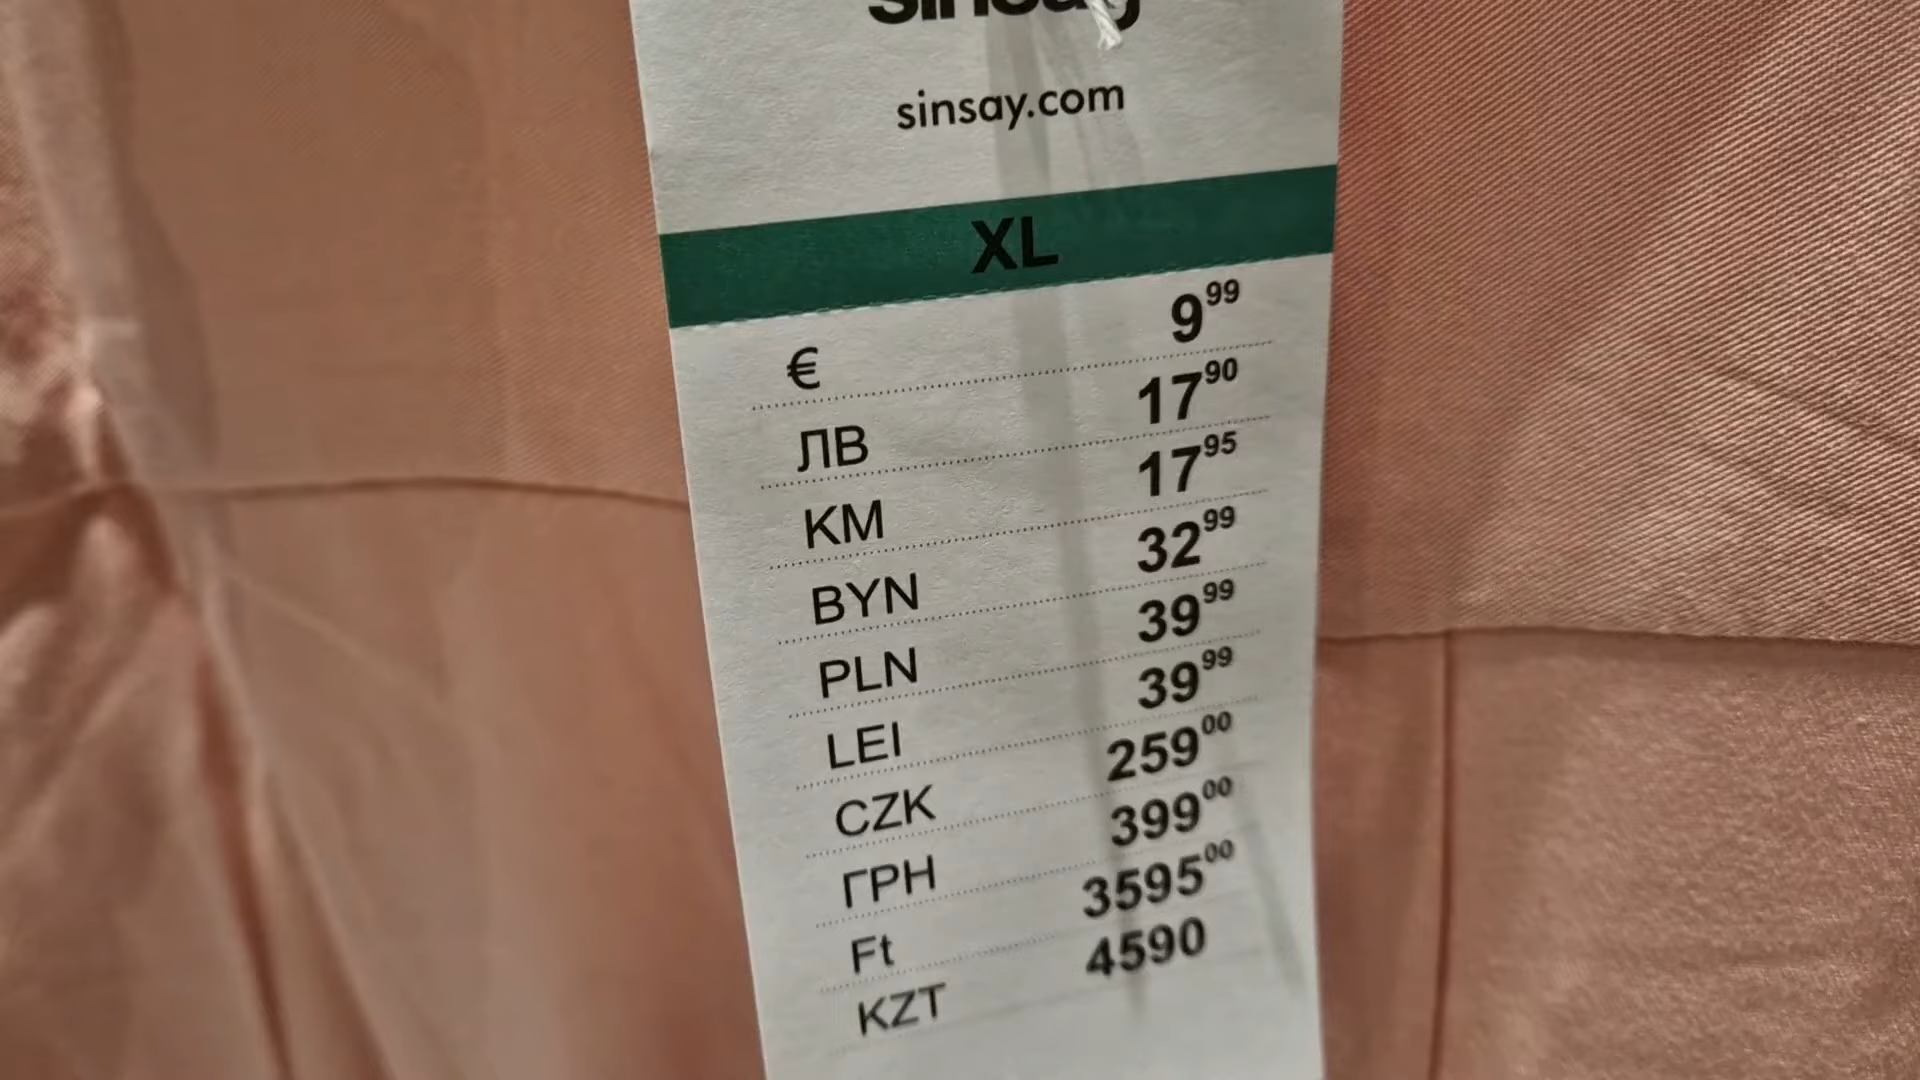 sinsay
sinsay.com
XL
€ 9⁹⁹
ЛВ 17⁹⁰
KM 17⁹⁵
BYN 32⁹⁹
PLN 39⁹⁹
LEI 39⁹⁹
CZK 259⁰⁰
ГРН 399⁰⁰
Ft 3595⁰⁰
KZT 4590